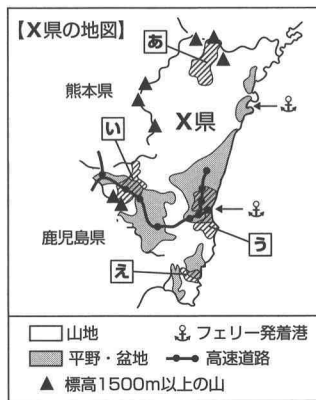 【X県の地図】
あ
熊本県
X県
い
鹿児島県
う
え
山地
フェリー発着港
平野・盆地
高速道路
標高1500m以上の山